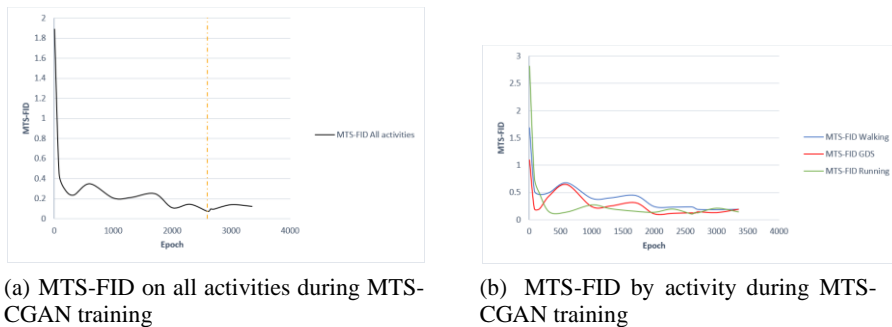 2
1.8
1.6
1.4
1.2
1
0.8
0.6
0.4
0.2
0
MTS-FID
0 1000 2000 3000 4000
Epoch
MTS-FID All activities
3
2.5
2
1.5
1
0.5
0
MTS-FID
0 500 1000 1500 2000 2500 3000 3500
Epoch
MTS-FID Walking
MTS-FID GDS
MTS-FID Running
(a) MTS-FID on all activities during MTS-
CGAN training
(b) MTS-FID by activity during MTS-
CGAN training